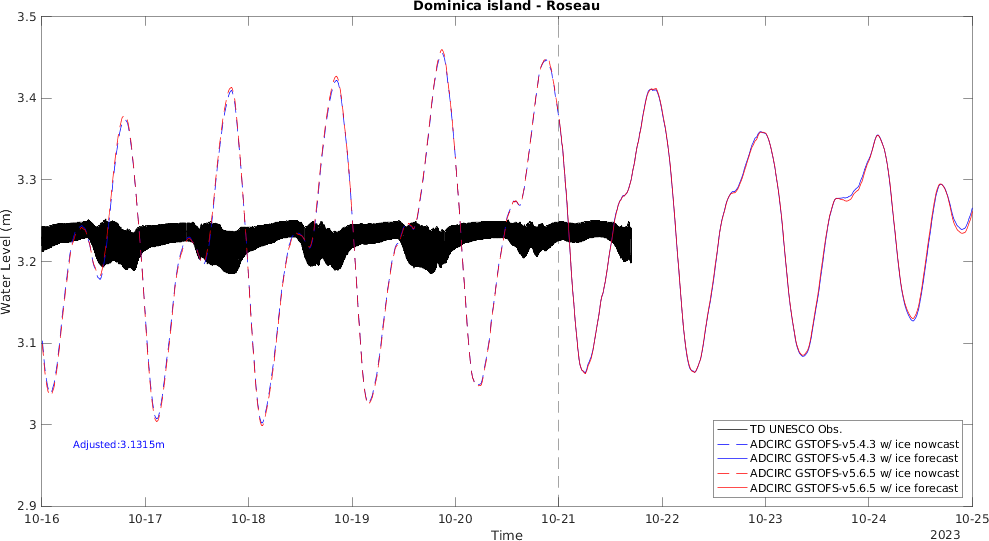 Dominica island - Roseau
3.5
3.4
3.3
3.2
3.1
3
2.9
Water Level (m)
Adjusted:3.1315m
TD UNESCO Obs.
ADCIRC GSTOFS-v5.4.3 w/ ice nowcast
ADCIRC GSTOFS-v5.4.3 w/ ice forecast
ADCIRC GSTOFS-v5.6.5 w/ ice nowcast
ADCIRC GSTOFS-v5.6.5 w/ ice forecast
10-16 10-17 10-18 10-19 10-20 10-21 10-22 10-23 10-24 10-25
Time
2023